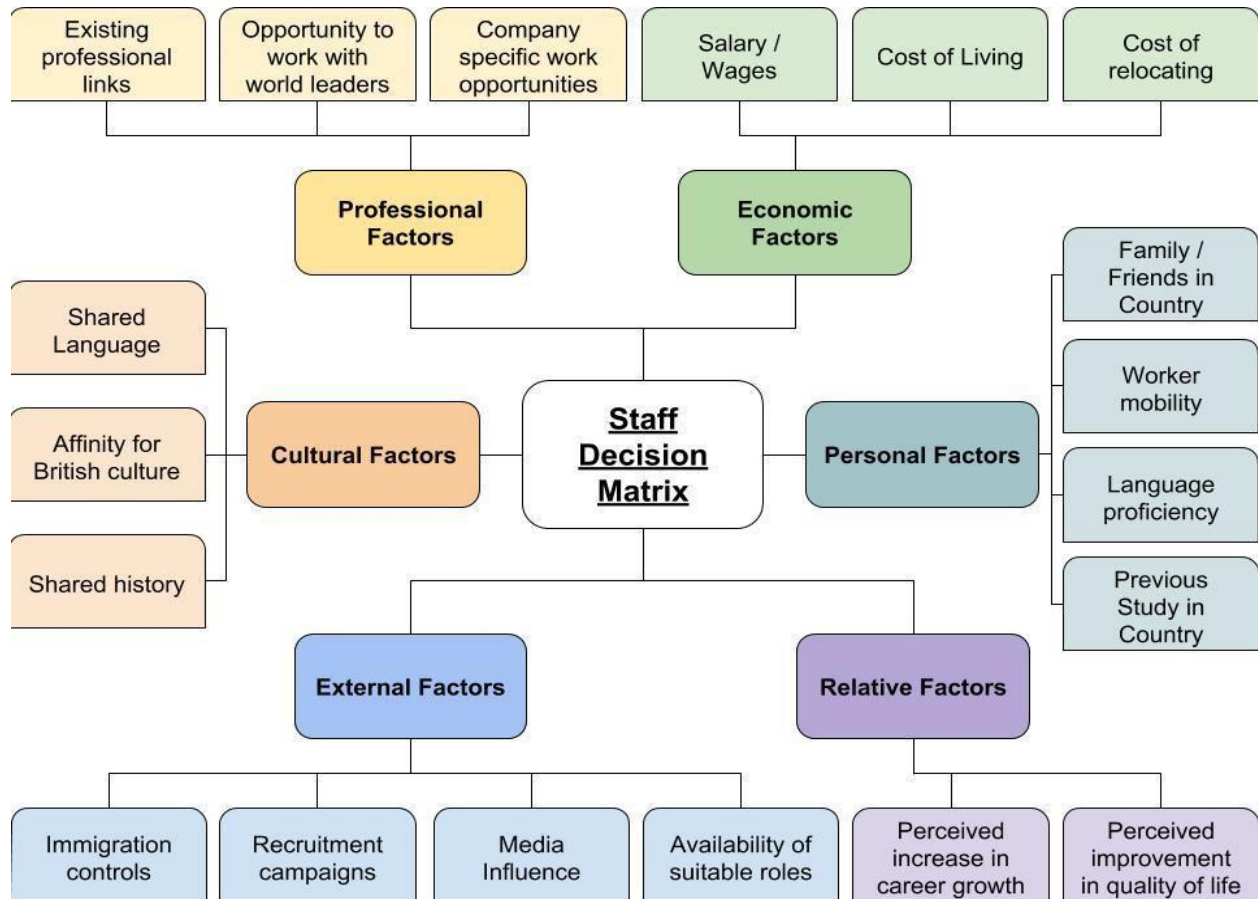 Existing
professional
links
Opportunity to
work with
world leaders
Company
specific work
opportunities
Salary /
Wages
Cost of Living
Cost of
relocating
Professional
Factors
Economic
Factors
Shared
Language
Affinity for
British culture
Shared history
Cultural Factors
Staff
Decision
Matrix
Personal Factors
Family /
Friends in
Country
Worker
mobility
Language
proficiency
Previous
Study in
Country
External Factors
Relative Factors
Immigration
controls
Recruitment
campaigns
Media
Influence
Availability of
suitable roles
Perceived
increase in
career growth
Perceived
improvement
in quality of life